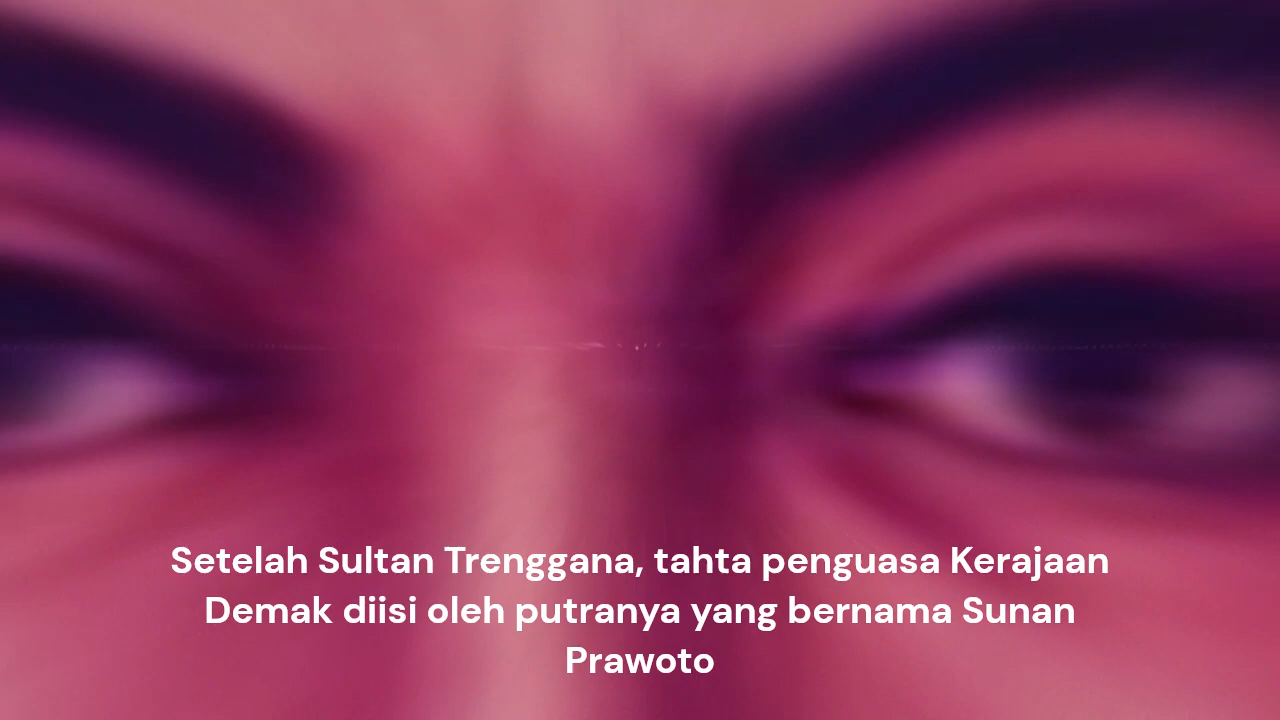 Setelah Sultan Trenggana, tahta penguasa Kerajaan
Demak diisi oleh putranya yang bernama Sunan
Prawoto